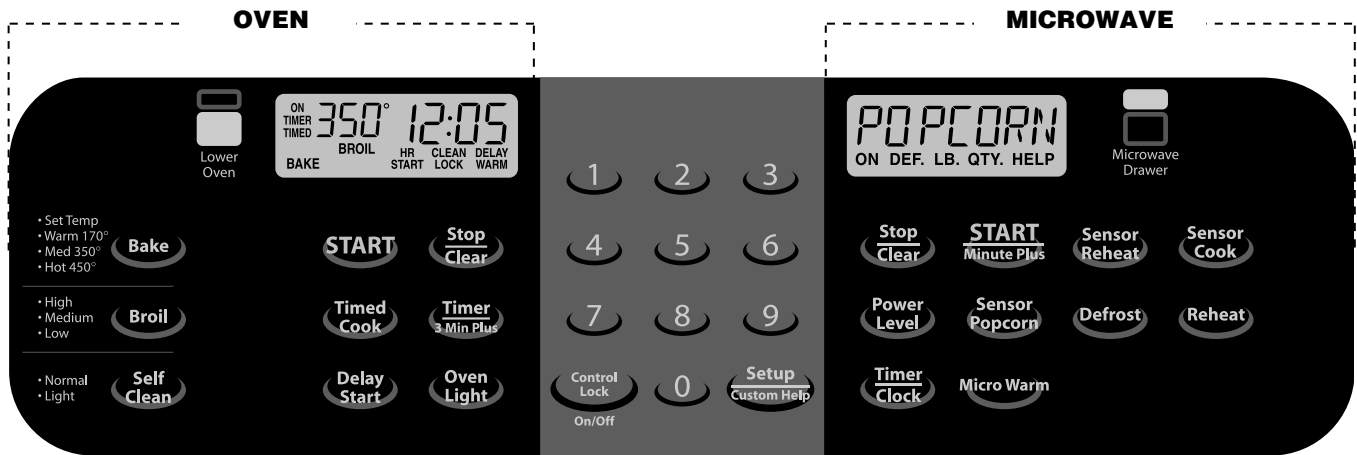 OVEN
MICROWAVE
ON
TIMER
TIMED
350°
12:05
BROIL
BAKE
HR CLEAN DELAY
START LOCK WARM
Lower
Oven
POPCORN
ON DEF. LB. QTY. HELP
Microwave
Drawer
• Set Temp
• Warm 170°
• Med 350°
• Hot 450°
Bake
START
Stop
Clear
• High
• Medium
• Low
Broil
Timed
Cook
Timer
3 Min Plus
• Normal
• Light
Self
Clean
Delay
Start
Oven
Light
1 2 3
4 5 6
7 8 9
Control
Lock
On/Off
0
Setup
Custom Help
Stop
Clear
START
Minute Plus
Sensor
Reheat
Sensor
Cook
Power
Level
Sensor
Popcorn
Defrost
Reheat
Timer
Clock
Micro Warm